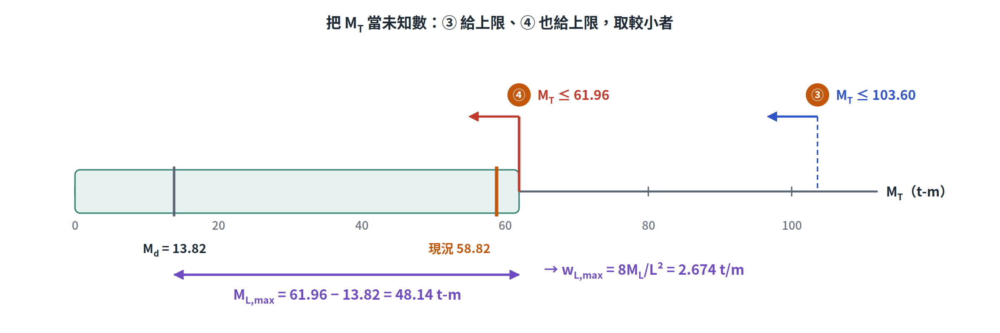 把 M_T 當未知數：③ 給上限、④ 也給上限，取較小者
④ M_T ≤ 61.96
③ M_T ≤ 103.60
M_T（t-m）
0 20 40 60 80 100
M_d = 13.82
現況 58.82
→ w_L,max = 8M_L/L² = 2.674 t/m
M_L,max = 61.96 − 13.82 = 48.14 t-m